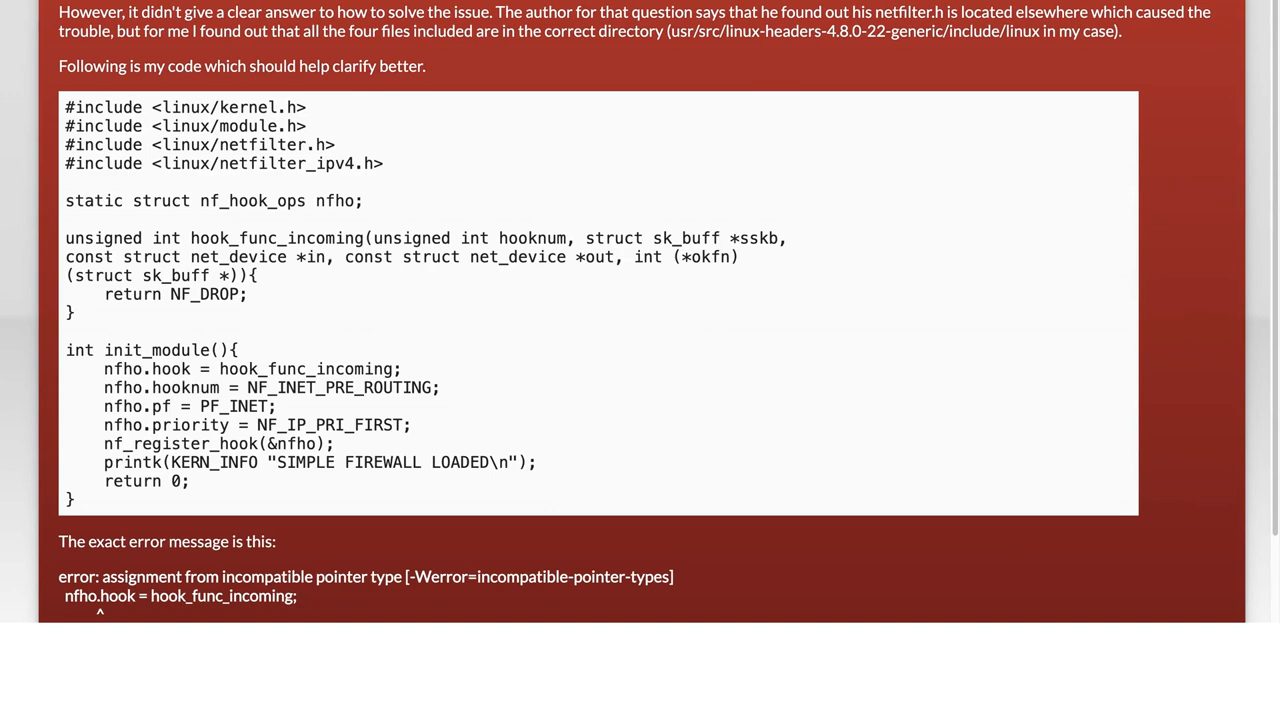 However, it didn't give a clear answer to how to solve the issue. The author for that question says that he found out his netfilter.h is located elsewhere which caused the
trouble, but for me I found out that all the four files included are in the correct directory (usr/src/linux-headers-4.8.0-22-generic/include/linux in my case).
Following is my code which should help clarify better.
#include <linux/kernel.h>
#include <linux/module.h>
#include <linux/netfilter.h>
#include <linux/netfilter_ipv4.h>
static struct nf_hook_ops nfho;
unsigned int hook_func_incoming(unsigned int hooknum, struct sk_buff *sskb,
const struct net_device *in, const struct net_device *out, int (*okfn)
(struct sk_buff *)){
    return NF_DROP;
}
int init_module(){
    nfho.hook = hook_func_incoming;
    nfho.hooknum = NF_INET_PRE_ROUTING;
    nfho.pf = PF_INET;
    nfho.priority = NF_IP_PRI_FIRST;
    nf_register_hook(&nfho);
    printk(KERN_INFO "SIMPLE FIREWALL LOADED\n");
    return 0;
}
The exact error message is this:
error: assignment from incompatible pointer type [-Werror=incompatible-pointer-types]
nfho.hook = hook_func_incoming;
^